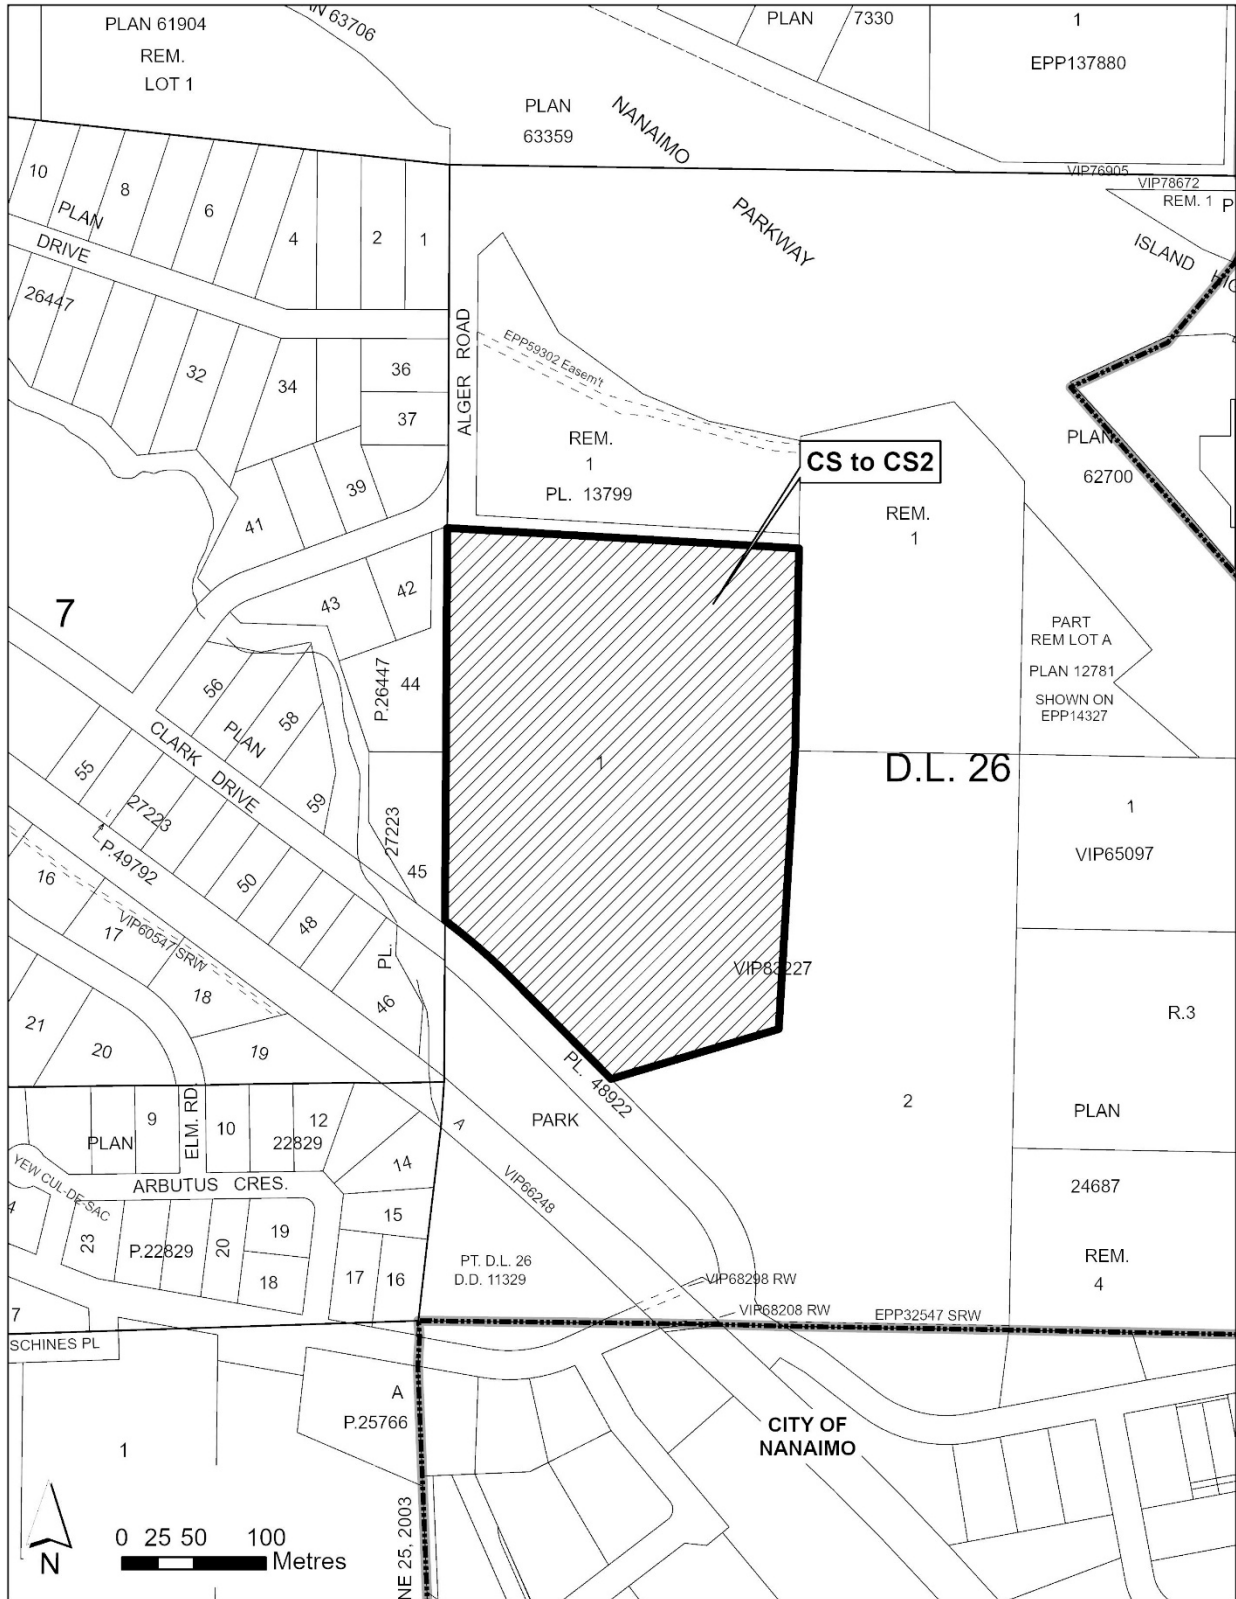 PLAN 61904
REM.
LOT 1
PLAN 63706
PLAN 7330
1
EPP137880
PLAN
63359
NANAIMO
PARKWAY
VIP76905
VIP78672
REM. 1
P
ISLAND
10
8
6
4
2
1
PLAN
DRIVE
26447
32
34
36
37
39
41
ALGER ROAD
EPP59302 Easem't
REM.
1
PL. 13799
CS to CS2
REM.
1
PLAN
62700
42
43
44
P.26447
7
PART
REM LOT A
PLAN 12781
SHOWN ON
EPP14327
56
58
PLAN
59
CLARK DRIVE
55
27223
P.49792
50
48
27223
45
PL.
46
1
D.L. 26
1
VIP65097
VIP83227
R.3
PLAN
24687
REM.
4
2
16
17
VIP60547 SRW
18
19
21
20
PL. 48922
PARK
9
ELM. RD.
10
12
PLAN
22829
14
A
VIP66248
YEW CUL-DE-SAC
ARBUTUS CRES.
15
4
23
P.22829
20
19
18
17
16
PT. D.L. 26
D.D. 11329
VIP68298 RW
VIP68208 RW
EPP32547 SRW
7
SCHINES PL
A
P.25766
1
CITY OF
NANAIMO
NE 25, 2003
N
0 25 50 100
Metres